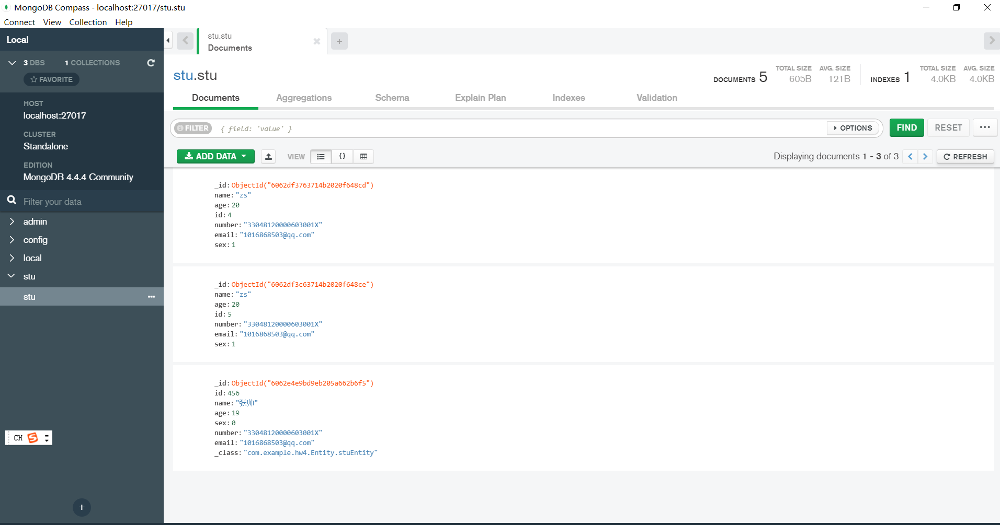 MongoDB Compass - localhost:27017/stu.stu
Connect View Collection Help
Local
3 DBS 1 COLLECTIONS
FAVORITE
HOST
localhost:27017
CLUSTER
Standalone
EDITION
MongoDB 4.4.4 Community
Filter your data
admin
config
local
stu
stu
CH
stu.stu
Documents
stu.stu
DOCUMENTS 5 TOTAL SIZE 605B AVG. SIZE 121B INDEXES 1 TOTAL SIZE 4.0KB AVG. SIZE 4.0KB
Documents Aggregations Schema Explain Plan Indexes Validation
FILTER { field: 'value' } OPTIONS FIND RESET
ADD DATA VIEW {} Displaying documents 1 - 3 of 3 REFRESH
_id: ObjectId("6062df3763714b2020f648cd")
name: "zs"
age: 20
id: 4
number: "33048120000603001X"
email: "1016868503@qq.com"
sex: 1
_id: ObjectId("6062df3c63714b2020f648ce")
name: "zs"
age: 20
id: 5
number: "33048120000603001X"
email: "1016868503@qq.com"
sex: 1
_id: ObjectId("6062e4e9bd9eb205a662b6f5")
id: 456
name: "张帅"
age: 19
sex: 0
number: "33048120000603001X"
email: "1016868503@qq.com"
_class: "com.example.hw4.Entity.stuEntity"